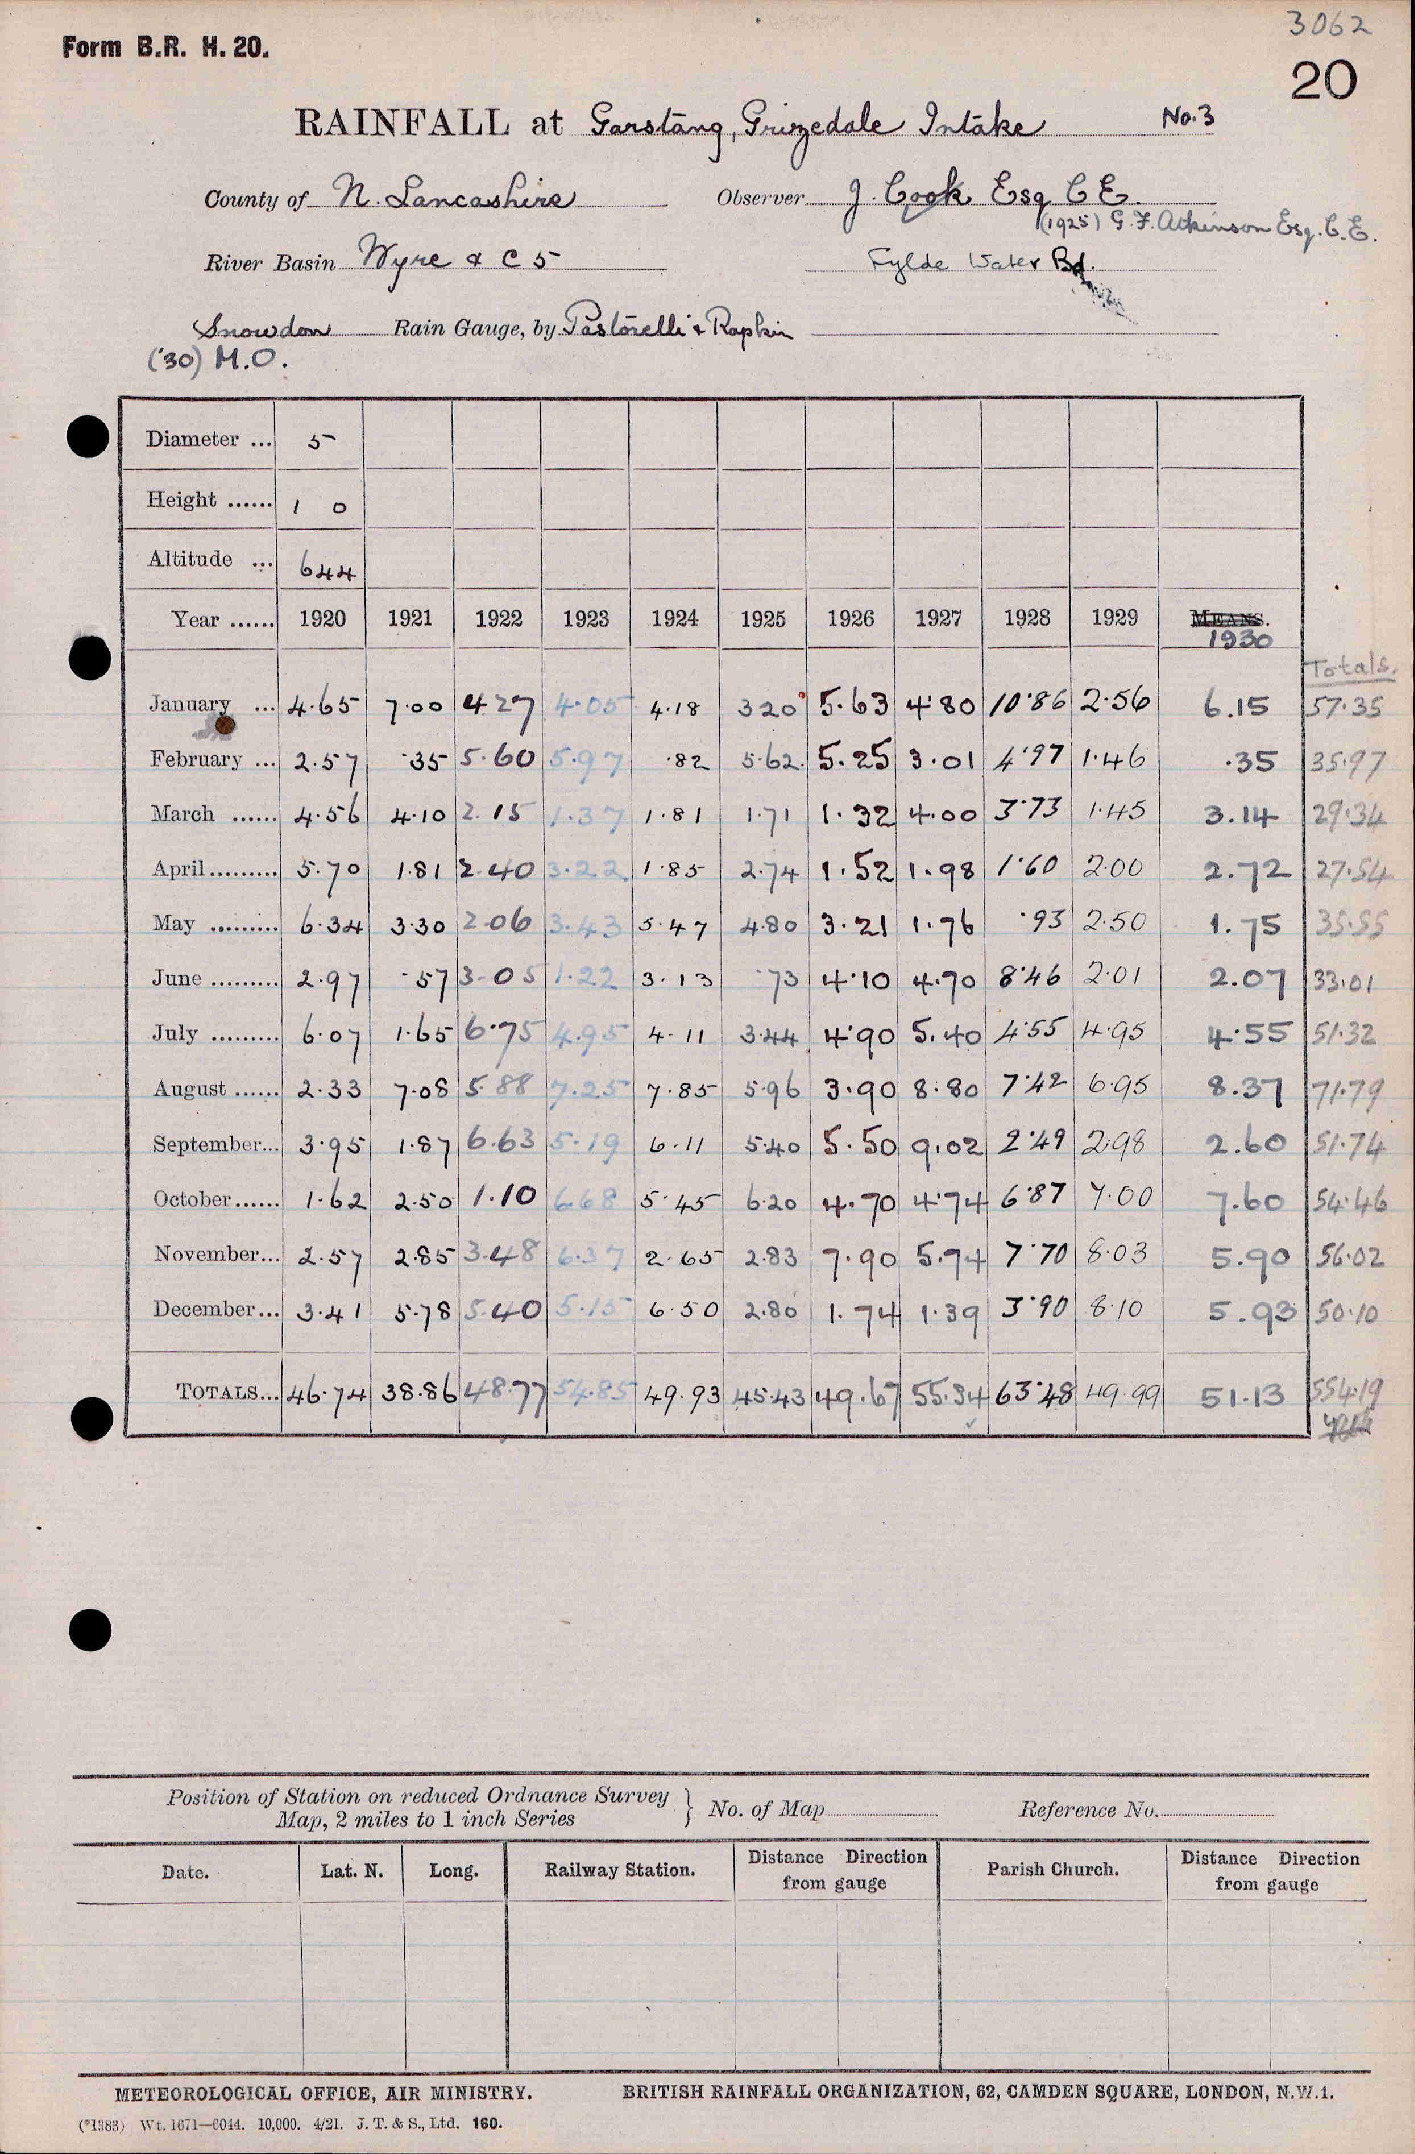 3062
Form B.R. H. 20.
20
RAINFALL at Garstang, Grizedale Intake No. 3
County of N. Lancashire Observer J. Cook Esq C E.
(1925) G. F. Atkinson Esq. C. E.
River Basin Wyre & C 5 Fylde Water Bd.
Snowdon Rain Gauge, by Pastorelli & Rapkin
('30) M.O.
Diameter ... 5
Height ...... 1 0
Altitude ... 644
Year ...... 1920 1921 1922 1923 1924 1925 1926 1927 1928 1929 MEANS.
1930
Totals.
January ... 4.65 7.00 4.27 4.05 4.18 3.20 5.63 4.80 10.86 2.56 6.15 57.35
February ... 2.57 .35 5.60 5.97 .82 5.62 5.25 3.01 4.97 1.46 .35 35.97
March ...... 4.56 4.10 2.15 1.37 1.81 1.71 1.32 4.00 3.73 1.45 3.14 29.34
April......... 5.70 1.81 2.40 3.22 1.85 2.74 1.52 1.98 1.60 2.00 2.72 27.54
May ......... 6.34 3.30 2.06 3.43 5.47 4.80 3.21 1.76 .93 2.50 1.75 35.55
June ......... 2.97 .57 3.05 1.22 3.13 .73 4.10 4.70 8.46 2.01 2.07 33.01
July ......... 6.07 1.65 6.75 4.95 4.11 3.44 4.90 5.40 4.55 4.95 4.55 51.32
August ...... 2.33 7.08 5.88 7.25 7.85 5.96 3.90 8.80 7.42 6.95 8.37 71.79
September... 3.95 1.87 6.63 5.19 6.11 5.40 5.50 9.02 2.49 2.98 2.60 51.74
October...... 1.62 2.50 1.10 6.68 5.45 6.20 4.70 4.74 6.87 7.00 7.60 54.46
November... 2.57 2.85 3.48 6.37 2.65 2.83 7.90 5.74 7.70 8.03 5.90 56.02
December... 3.41 5.78 5.40 5.15 6.50 2.80 1.74 1.39 3.90 8.10 5.93 50.10
TOTALS... 46.74 38.86 48.77 54.85 49.93 45.43 49.67 55.34 63.48 49.99 51.13 554.19
Position of Station on reduced Ordnance Survey
Map, 2 miles to 1 inch Series } No. of Map Reference No.
Date. Lat. N. Long. Railway Station. Distance Direction from gauge Parish Church. Distance Direction from gauge
METEOROLOGICAL OFFICE, AIR MINISTRY. BRITISH RAINFALL ORGANIZATION, 62, CAMDEN SQUARE, LONDON, N.W.1.
(*1383) Wt. 1671—6044. 10,000. 4/21. J. T. & S., Ltd. 160.